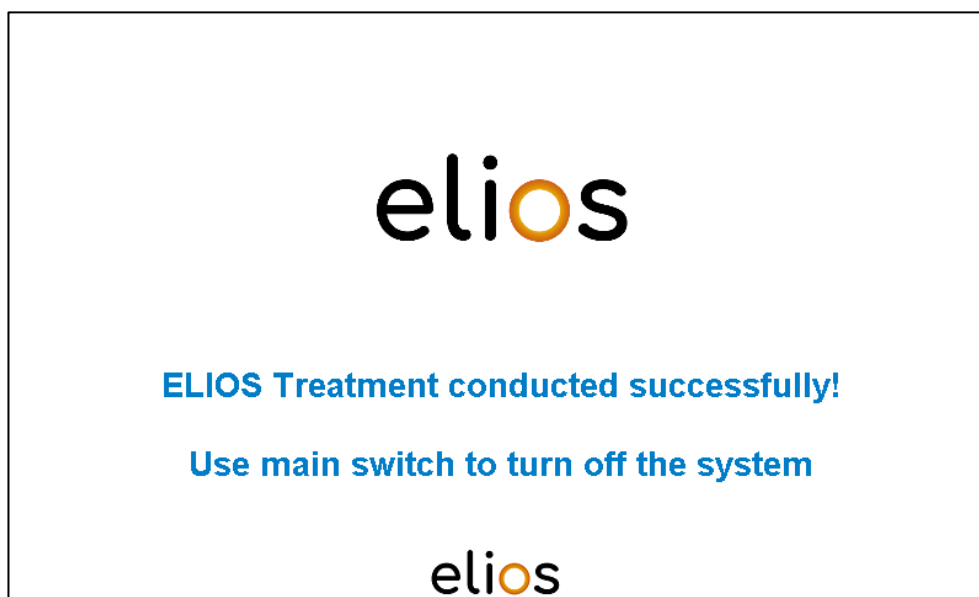 elios
ELIOS Treatment conducted successfully!
Use main switch to turn off the system
elios